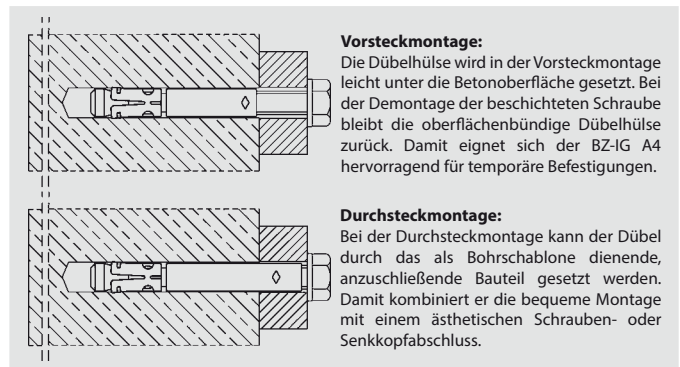 Vorsteckmontage:
Die Dübelhülse wird in der Vorsteckmontage
leicht unter die Betonoberfläche gesetzt. Bei
der Demontage der beschichteten Schraube
bleibt die oberflächenbündige Dübelhülse
zurück. Damit eignet sich der BZ-IG A4
hervorragend für temporäre Befestigungen.
Durchsteckmontage:
Bei der Durchsteckmontage kann der Dübel
durch das als Bohrschablone dienende,
anzuschließende Bauteil gesetzt werden.
Damit kombiniert er die bequeme Montage
mit einem ästhetischen Schrauben- oder
Senkkopfabschluss.